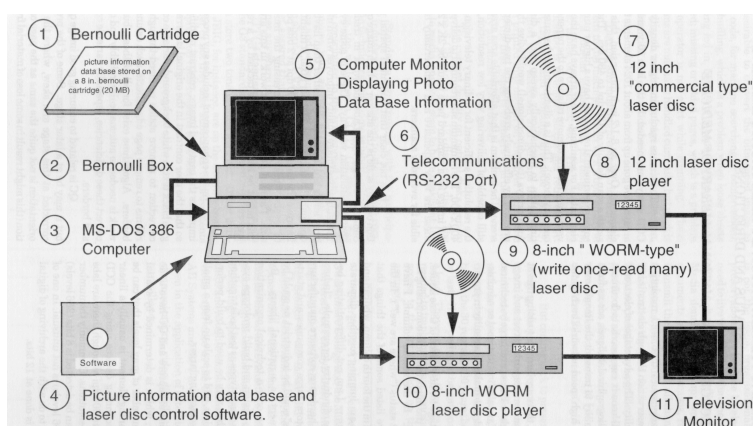 1 Bernoulli Cartridge
picture information
data base stored on
a 8 in. bernoulli
cartridge (20 MB)
2 Bernoulli Box
3 MS-DOS 386
Computer
Software
4 Picture information data base and
laser disc control software.
5 Computer Monitor
Displaying Photo
Data Base Information
6
Telecommunications
(RS-232 Port)
7
12 inch
"commercial type"
laser disc
8 12 inch laser disc
player
12345
9 8-inch " WORM-type"
(write once-read many)
laser disc
12345
10 8-inch WORM
laser disc player
11 Television
Monitor